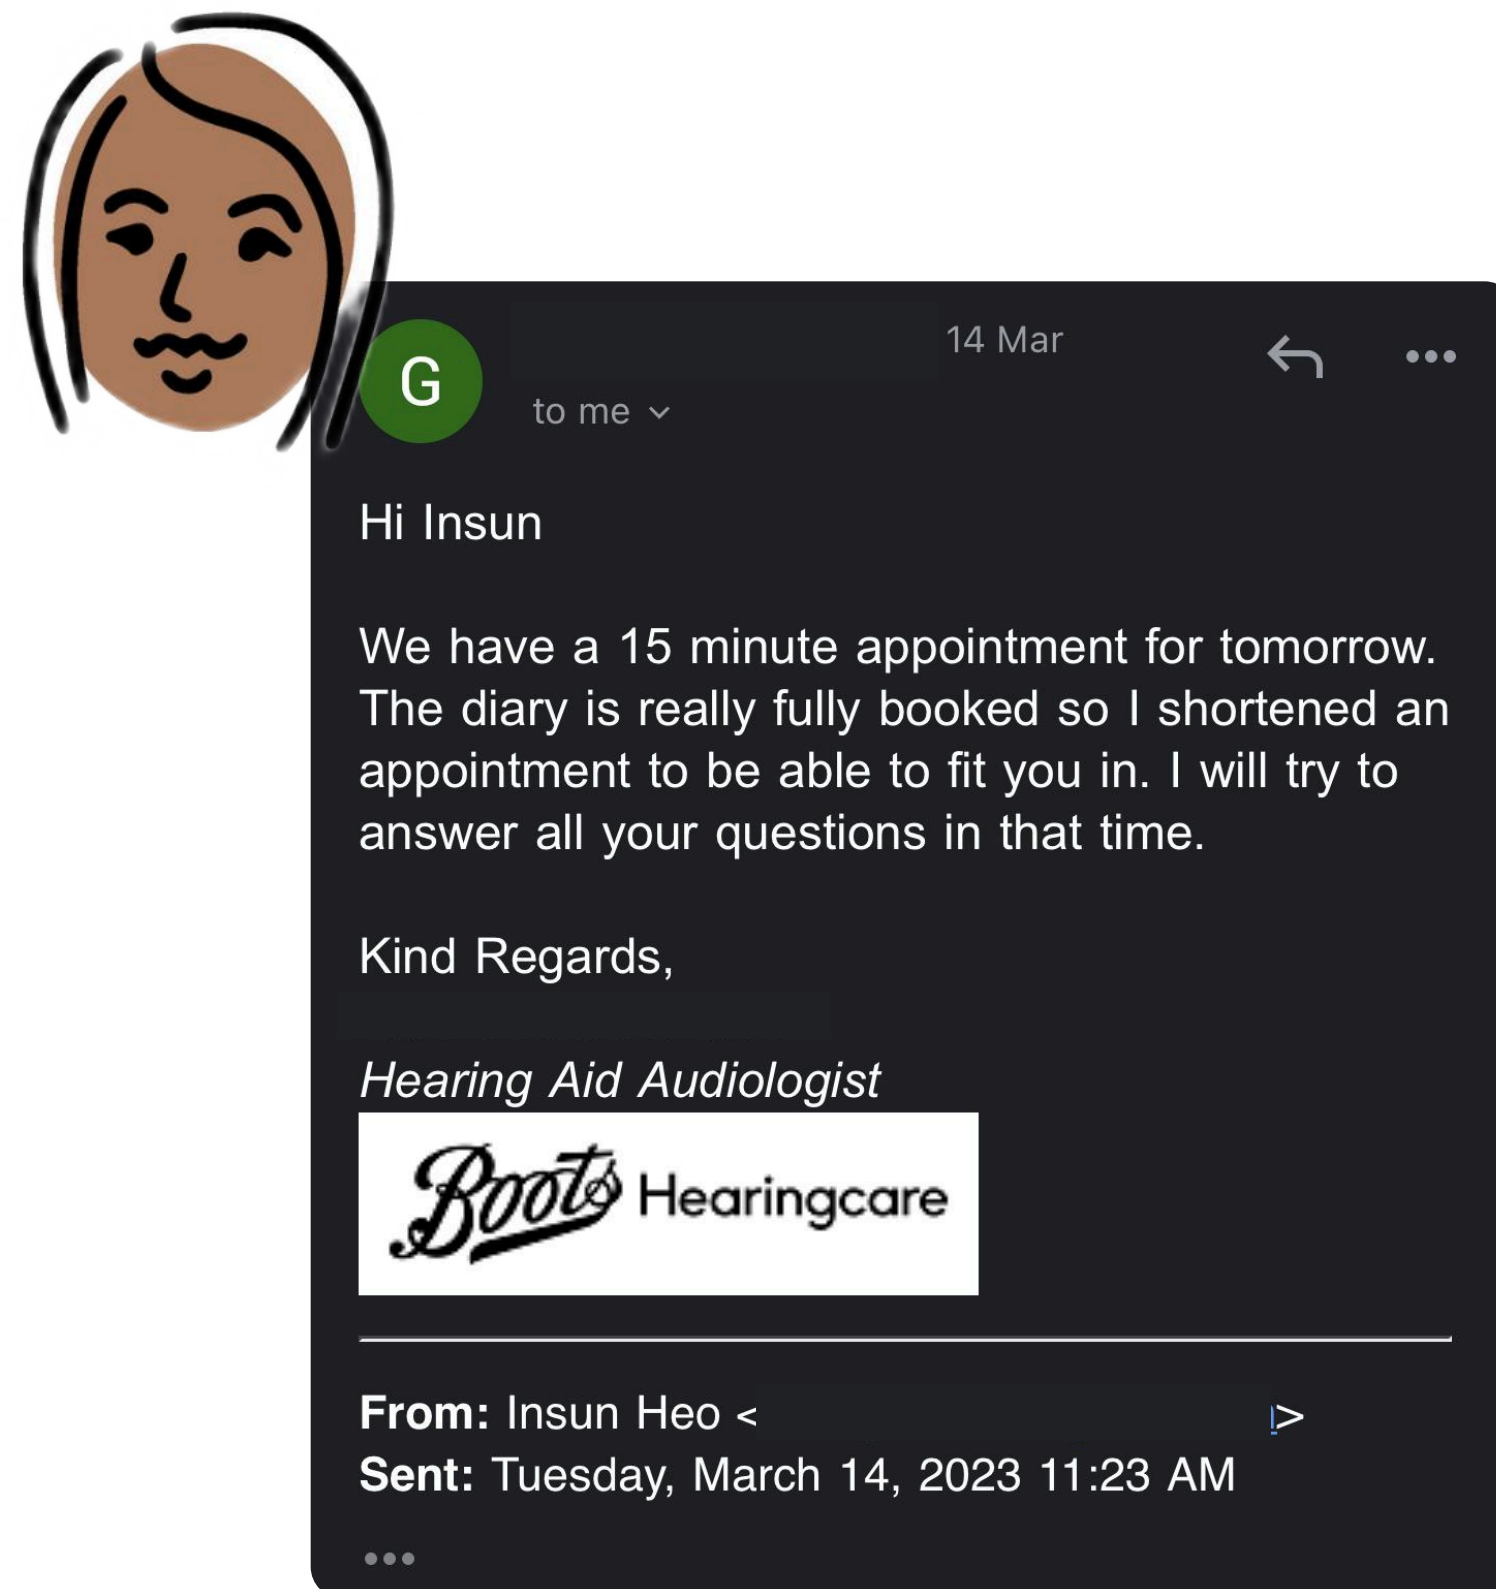 G
14 Mar
to me
Hi Insun
We have a 15 minute appointment for tomorrow.
The diary is really fully booked so I shortened an
appointment to be able to fit you in. I will try to
answer all your questions in that time.
Kind Regards,
Hearing Aid Audiologist
Boots Hearingcare
From: Insun Heo < >
Sent: Tuesday, March 14, 2023 11:23 AM